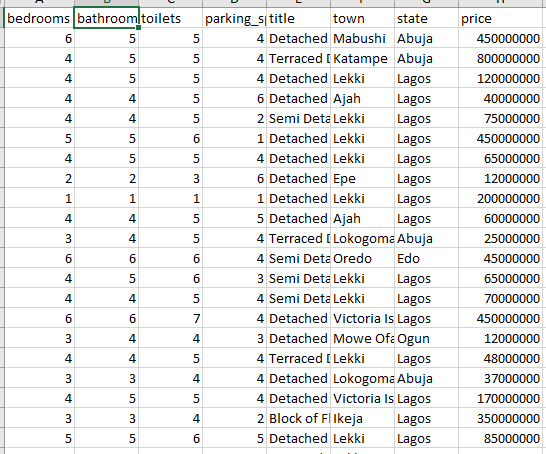 bedrooms bathroom toilets parking_sp title town state price
6 5 5 4 Detached Mabushi Abuja 450000000
4 5 5 4 Terraced D Katampe Abuja 800000000
4 5 5 4 Detached Lekki Lagos 120000000
4 4 5 6 Detached Ajah Lagos 40000000
4 4 5 2 Semi Deta Lekki Lagos 75000000
5 5 6 1 Detached Lekki Lagos 450000000
4 5 5 4 Detached Lekki Lagos 65000000
2 2 3 6 Detached Epe Lagos 12000000
1 1 1 1 Detached Lekki Lagos 200000000
4 4 5 5 Detached Ajah Lagos 60000000
3 4 5 4 Terraced D Lokogoma Abuja 25000000
6 6 6 4 Semi Deta Oredo Edo 45000000
4 5 6 3 Semi Deta Lekki Lagos 65000000
4 4 5 4 Semi Deta Lekki Lagos 70000000
6 6 7 4 Detached Victoria Is Lagos 450000000
3 4 4 3 Detached Mowe Ofa Ogun 12000000
4 4 5 4 Terraced D Lekki Lagos 48000000
3 3 4 4 Detached Lokogoma Abuja 37000000
4 5 5 4 Detached Victoria Is Lagos 170000000
3 3 4 2 Block of Fl Ikeja Lagos 350000000
5 5 6 5 Detached Lekki Lagos 85000000